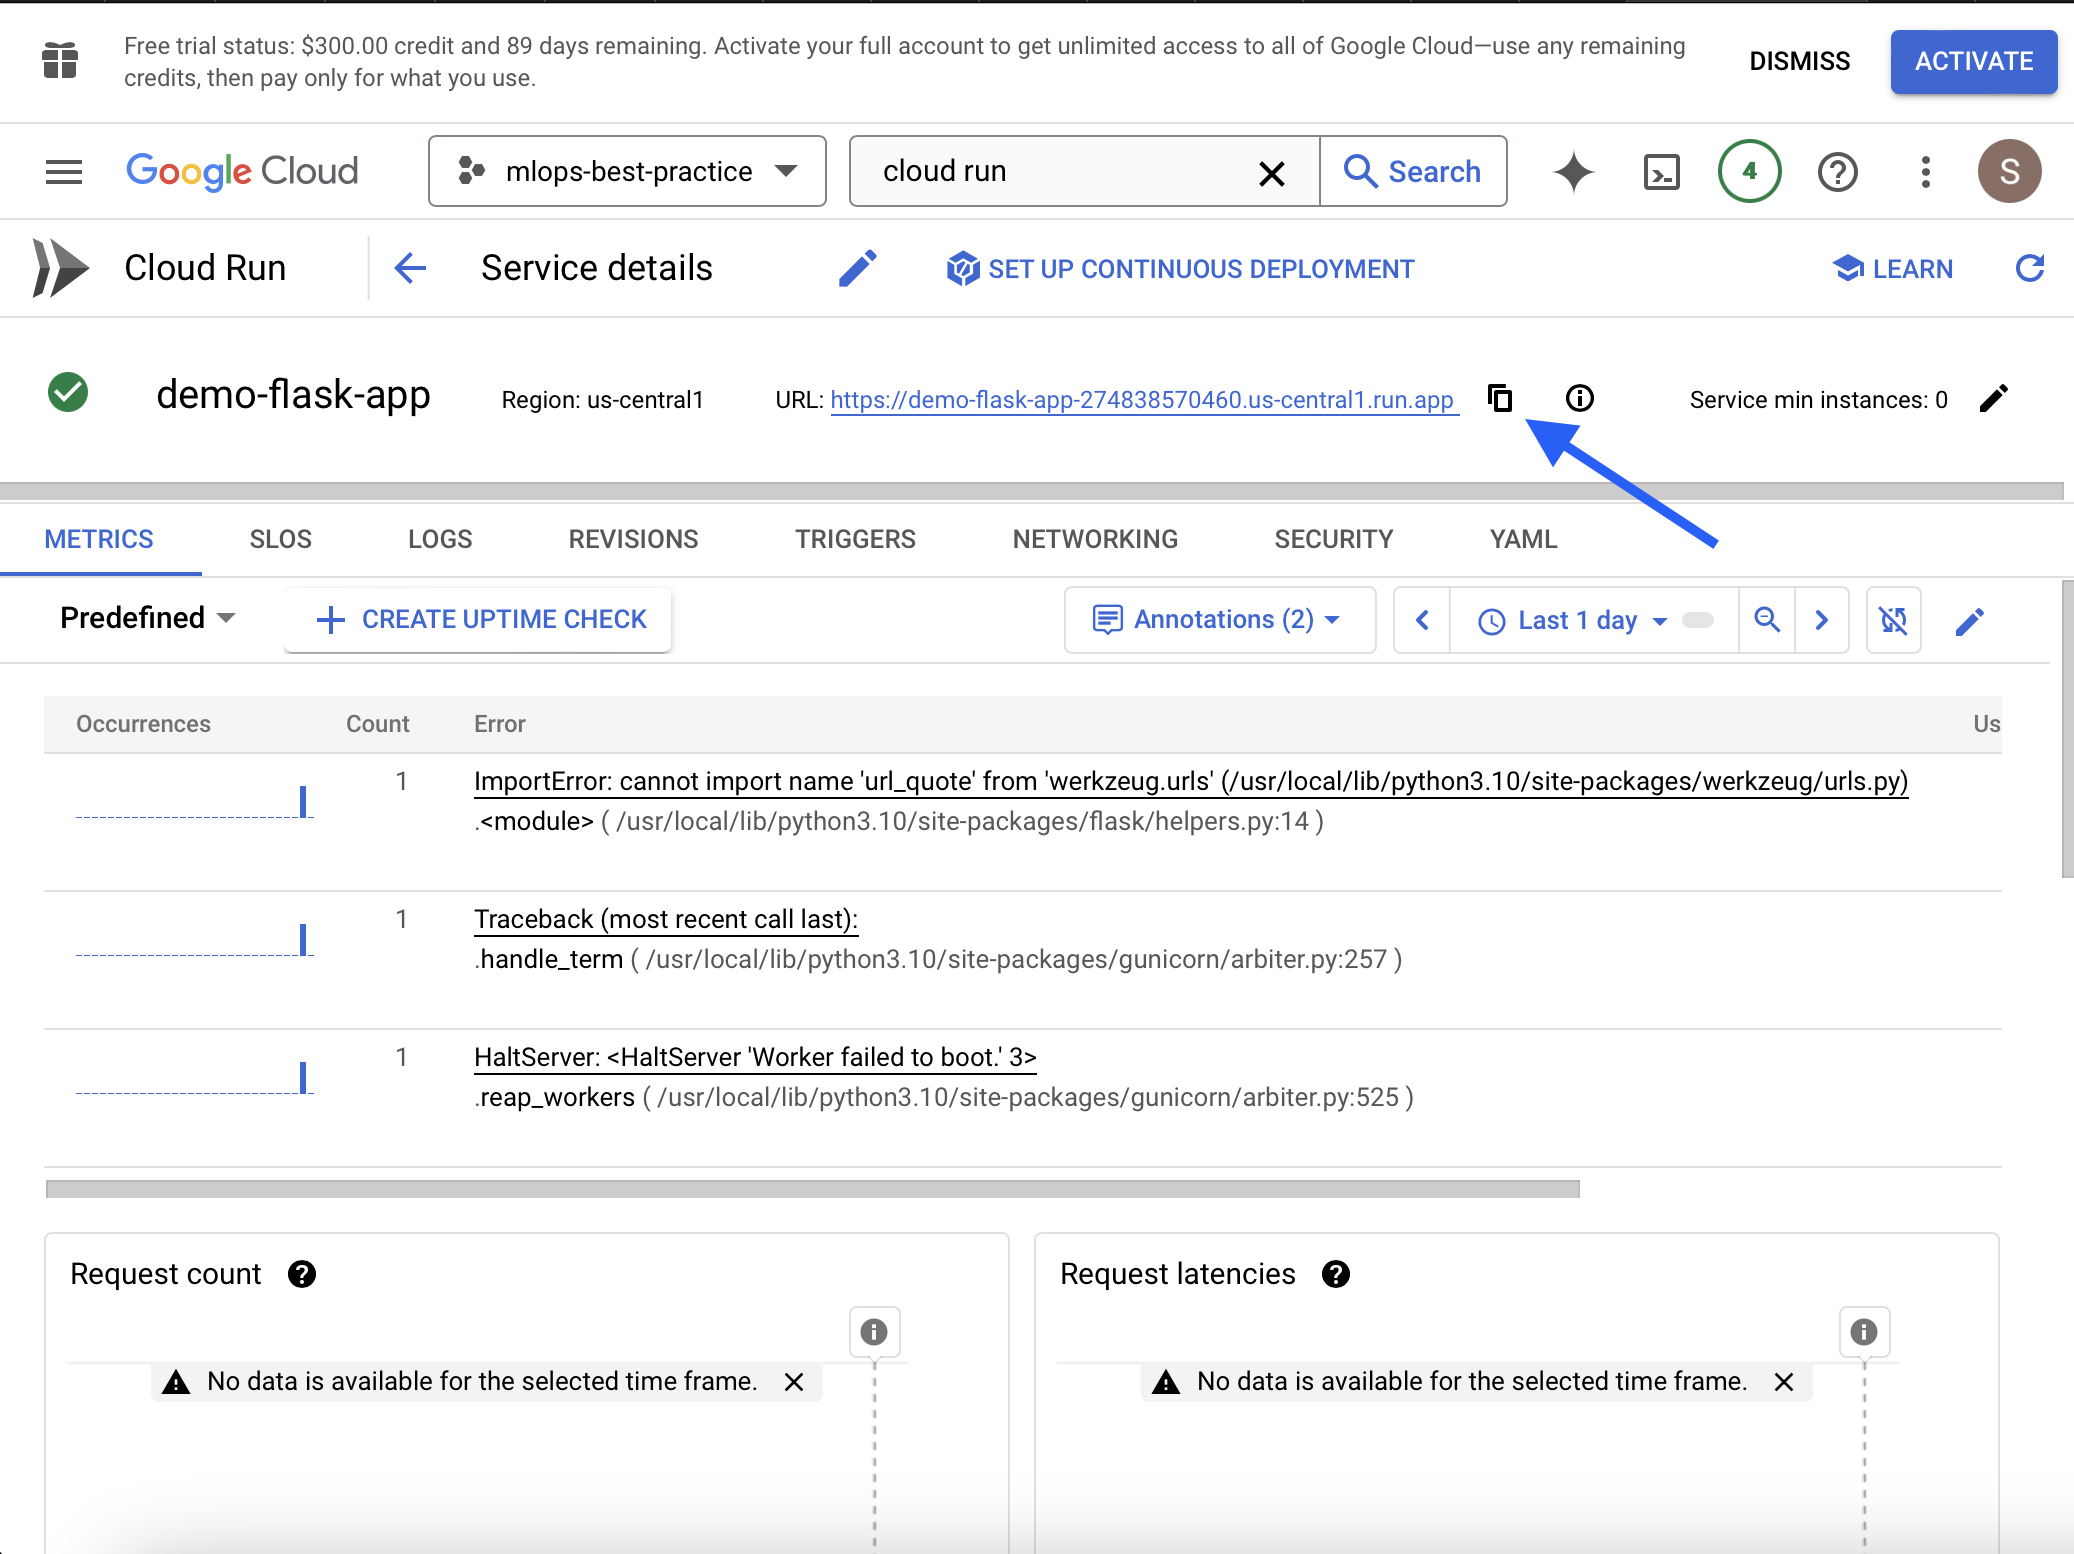 Free trial status: $300.00 credit and 89 days remaining. Activate your full account to get unlimited access to all of Google Cloud—use any remaining
credits, then pay only for what you use.
DISMISS
ACTIVATE
Google Cloud
mlops-best-practice
cloud run
Search
4
S
Cloud Run
Service details
SET UP CONTINUOUS DEPLOYMENT
LEARN
demo-flask-app
Region: us-central1
URL: https://demo-flask-app-274838570460.us-central1.run.app
Service min instances: 0
METRICS
SLOS
LOGS
REVISIONS
TRIGGERS
NETWORKING
SECURITY
YAML
Predefined
CREATE UPTIME CHECK
Annotations (2)
Last 1 day
Occurrences
Count
Error
Us
1
ImportError: cannot import name 'url_quote' from 'werkzeug.urls' (/usr/local/lib/python3.10/site-packages/werkzeug/urls.py)
.<module> ( /usr/local/lib/python3.10/site-packages/flask/helpers.py:14 )
1
Traceback (most recent call last):
.handle_term ( /usr/local/lib/python3.10/site-packages/gunicorn/arbiter.py:257 )
1
HaltServer: <HaltServer 'Worker failed to boot.' 3>
.reap_workers ( /usr/local/lib/python3.10/site-packages/gunicorn/arbiter.py:525 )
Request count
No data is available for the selected time frame.
Request latencies
No data is available for the selected time frame.